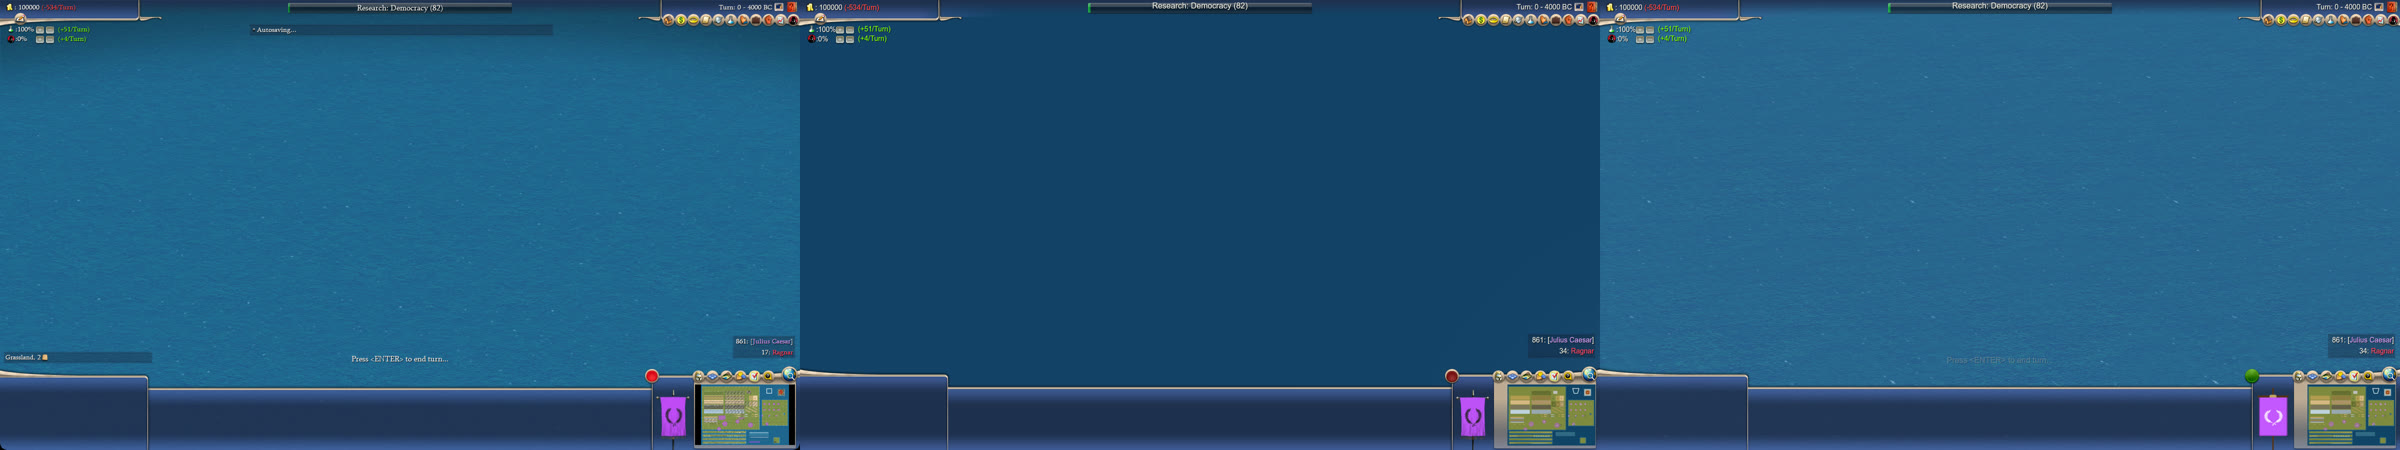 : 100000 (-534/Turn)
Research: Democracy (82)
Turn: 0 - 4000 BC
:100% (+51/Turn)
:0% (+4/Turn)
* Autosaving...
861: [Julius Caesar]
17: Ragnar
Grassland, 2
Press <ENTER> to end turn...
: 100000 (-534/Turn)
Research: Democracy (82)
Turn: 0 - 4000 BC
:100% (+51/Turn)
:0% (+4/Turn)
861: [Julius Caesar]
34: Ragnar
: 100000 (-534/Turn)
Research: Democracy (82)
Turn: 0 - 4000 BC
:100% (+51/Turn)
:0% (+4/Turn)
861: [Julius Caesar]
34: Ragnar
Press <ENTER> to end turn...